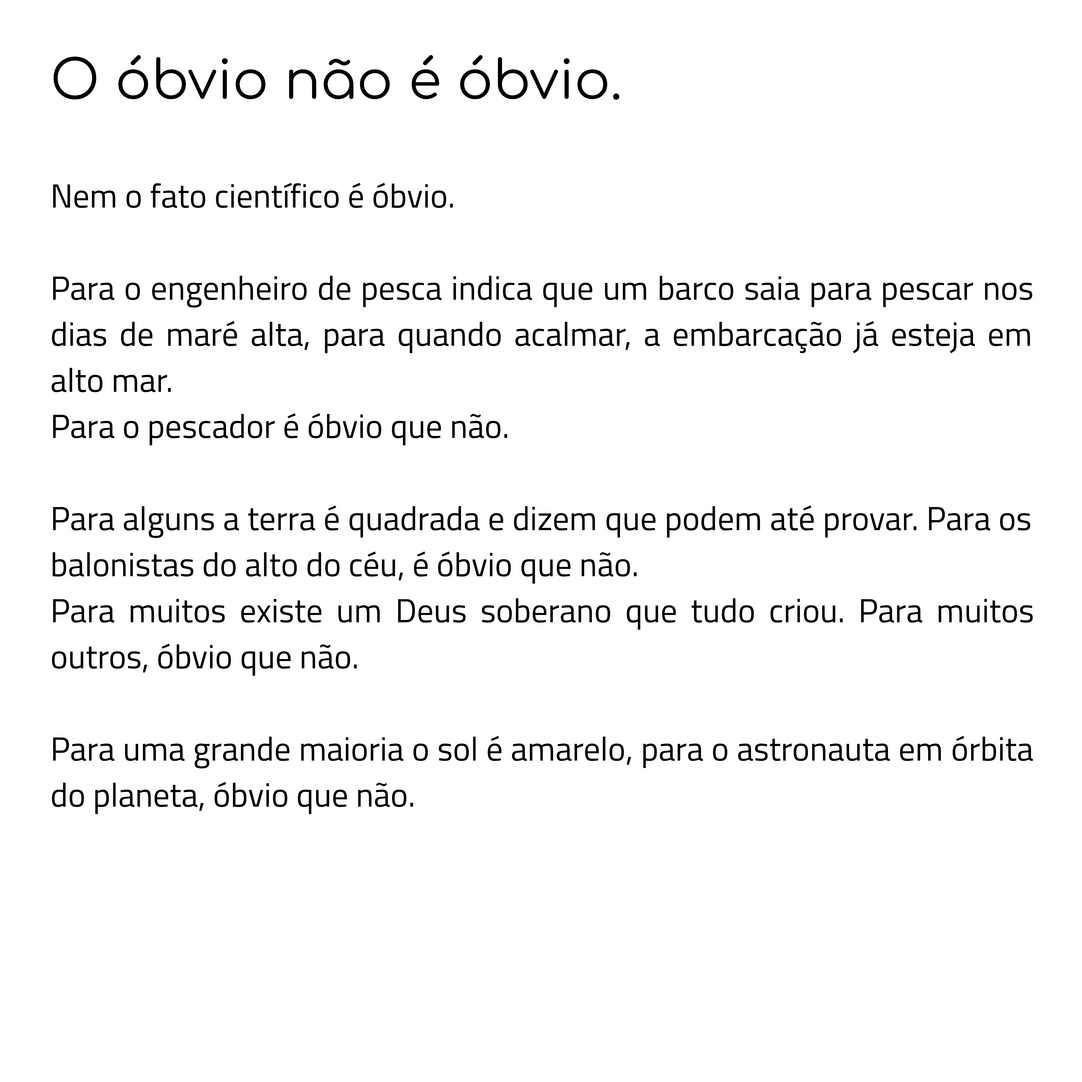 O óbvio não é óbvio.
Nem o fato científico é óbvio.
Para o engenheiro de pesca indica que um barco saia para pescar nos
dias de maré alta, para quando acalmar, a embarcação já esteja em
alto mar.
Para o pescador é óbvio que não.
Para alguns a terra é quadrada e dizem que podem até provar. Para os
balonistas do alto do céu, é óbvio que não.
Para muitos existe um Deus soberano que tudo criou. Para muitos
outros, óbvio que não.
Para uma grande maioria o sol é amarelo, para o astronauta em órbita
do planeta, óbvio que não.